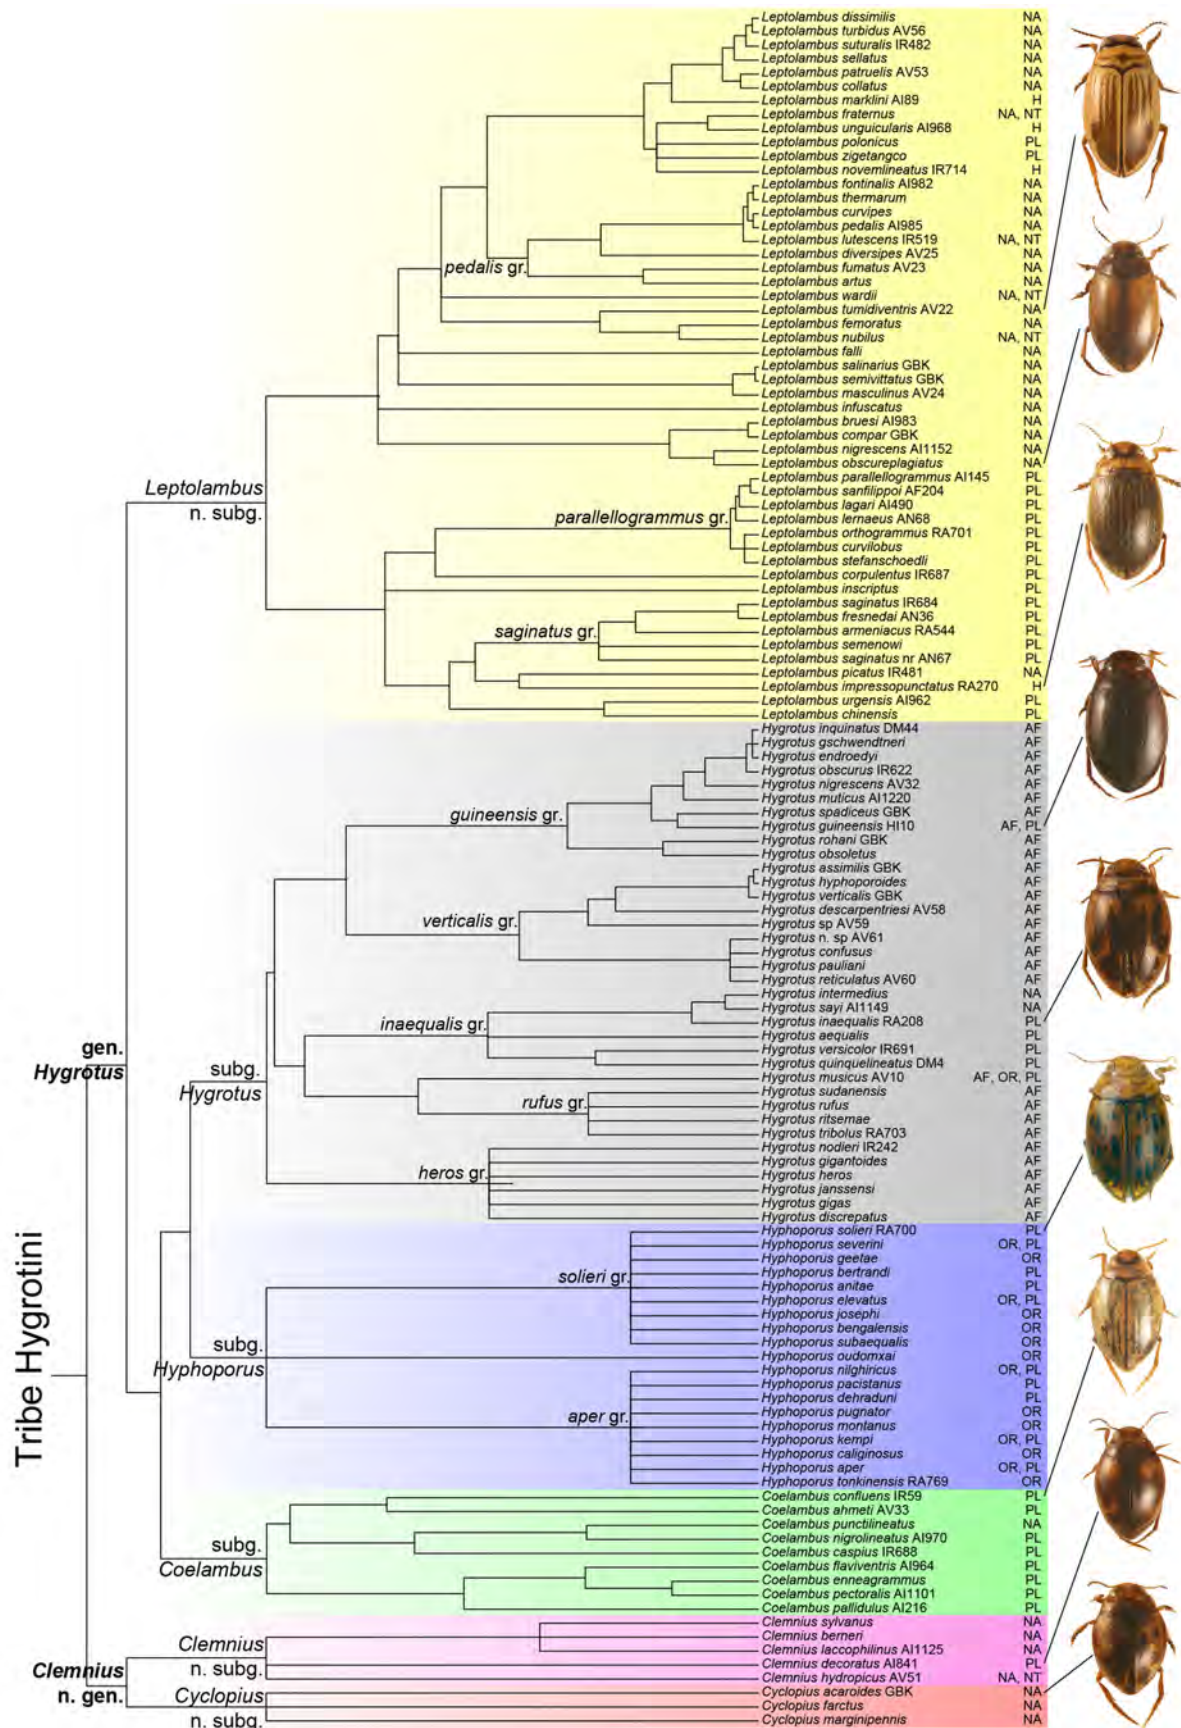 Leptolambus dissimilis NA
Leptolambus turbidus AV56 NA
Leptolambus suturalis IR482 NA
Leptolambus sellatus NA
Leptolambus patruelis AV53 NA
Leptolambus collatus NA
Leptolambus marklini AI89 H
Leptolambus fraternus NA, NT
Leptolambus unguicularis AI968 H
Leptolambus polonicus PL
Leptolambus zigetangco PL
Leptolambus novemlineatus IR714 H
Leptolambus fontinalis AI982 NA
Leptolambus thermarum NA
Leptolambus curvipes NA
Leptolambus pedalis AI985 NA
Leptolambus lutescens IR519 NA, NT
Leptolambus diversipes AV25 NA
pedalis gr.
Leptolambus fumatus AV23 NA
Leptolambus artus NA
Leptolambus wardii NA, NT
Leptolambus tumidiventris AV22 NA
Leptolambus femoratus NA
Leptolambus nubilus NA, NT
Leptolambus falli NA
Leptolambus salinarius GBK NA
Leptolambus semivittatus GBK NA
Leptolambus masculinus AV24 NA
Leptolambus infuscatus NA
Leptolambus bruesi AI983 NA
Leptolambus compar GBK NA
Leptolambus nigrescens AI1152 NA
Leptolambus obscureplagiatus NA
Leptolambus parallellogrammus AI145 PL
Leptolambus
n. subg.
Leptolambus sanfilippoi AF204 PL
Leptolambus lagari AI490 PL
Leptolambus lernaeus AN68 PL
parallellogrammus gr.
Leptolambus orthogrammus RA701 PL
Leptolambus curvilobus PL
Leptolambus stefanschoedli PL
Leptolambus corpulentus IR687 PL
Leptolambus inscriptus PL
Leptolambus saginatus IR684 PL
Leptolambus fresnedai AN36 PL
Leptolambus armeniacus RA544 PL
saginatus gr.
Leptolambus semenowi PL
Leptolambus saginatus nr AN67 PL
Leptolambus picatus IR481 NA
Leptolambus impressopunctatus RA270 H
Leptolambus urgensis AI962 PL
Leptolambus chinensis PL
Hygrotus inquinatus DM44 AF
Hygrotus gschwendtneri AF
Hygrotus endroedyi AF
Hygrotus obscurus IR622 AF
Hygrotus nigrescens AV32 AF
Hygrotus muticus AI1220 AF
Hygrotus spadiceus GBK AF
guineensis gr.
Hygrotus guineensis HI10 AF, PL
Hygrotus rohani GBK AF
Hygrotus obsoletus AF
Hygrotus assimilis GBK AF
Hygrotus hyphoporoides AF
Hygrotus verticalis GBK AF
Hygrotus descarpentriesi AV58 AF
verticalis gr.
Hygrotus sp AV59 AF
Hygrotus n. sp AV61 AF
Hygrotus confusus AF
Hygrotus pauliani AF
Hygrotus reticulatus AV60 AF
Hygrotus intermedius NA
Hygrotus sayi AI1149 NA
Hygrotus inaequalis RA208 PL
inaequalis gr.
Hygrotus aequalis PL
Hygrotus versicolor IR691 PL
Hygrotus quinquelineatus DM4 PL
gen.
Hygrotus
subg.
Hygrotus
Hygrotus musicus AV10 AF, OR, PL
Hygrotus sudanensis AF
Hygrotus rufus AF
rufus gr.
Hygrotus ritsemae AF
Hygrotus tribolus RA703 AF
Hygrotus nodieri IR242 AF
Hygrotus gigantoides AF
heros gr.
Hygrotus heros AF
Hygrotus janssensi AF
Hygrotus gigas AF
Hygrotus discrepatus AF
Hyphoporus solieri RA700 PL
Hyphoporus severini OR, PL
Hyphoporus geetae OR
Hyphoporus bertrandi PL
solieri gr.
Hyphoporus anitae PL
Hyphoporus elevatus OR, PL
Hyphoporus josephi OR
Hyphoporus bengalensis OR
Hyphoporus subaequalis OR
subg.
Hyphoporus
Hyphoporus oudomxai OR
Hyphoporus nilghiricus OR, PL
Hyphoporus pacistanus PL
Hyphoporus dehraduni PL
Hyphoporus pugnator OR
aper gr.
Hyphoporus montanus OR
Hyphoporus kempi OR, PL
Hyphoporus caliginosus OR
Hyphoporus aper OR, PL
Hyphoporus tonkinensis RA769 OR
Tribe Hygrotini
Coelambus confluens IR59 PL
Coelambus ahmeti AV33 PL
Coelambus punctilineatus NA
Coelambus nigrolineatus AI970 PL
Coelambus caspius IR688 PL
subg.
Coelambus
Coelambus flaviventris AI964 PL
Coelambus enneagrammus PL
Coelambus pectoralis AI1101 PL
Coelambus pallidulus AI216 PL
Clemnius sylvanus NA
Clemnius berneri NA
Clemnius laccophilinus AI1125 NA
Clemnius
n. subg.
Clemnius decoratus AI841 PL
Clemnius hydropicus AV51 NA, NT
Clemnius
n. gen.
Cyclopius
n. subg.
Cyclopius acaroides GBK NA
Cyclopius farctus NA
Cyclopius marginipennis NA